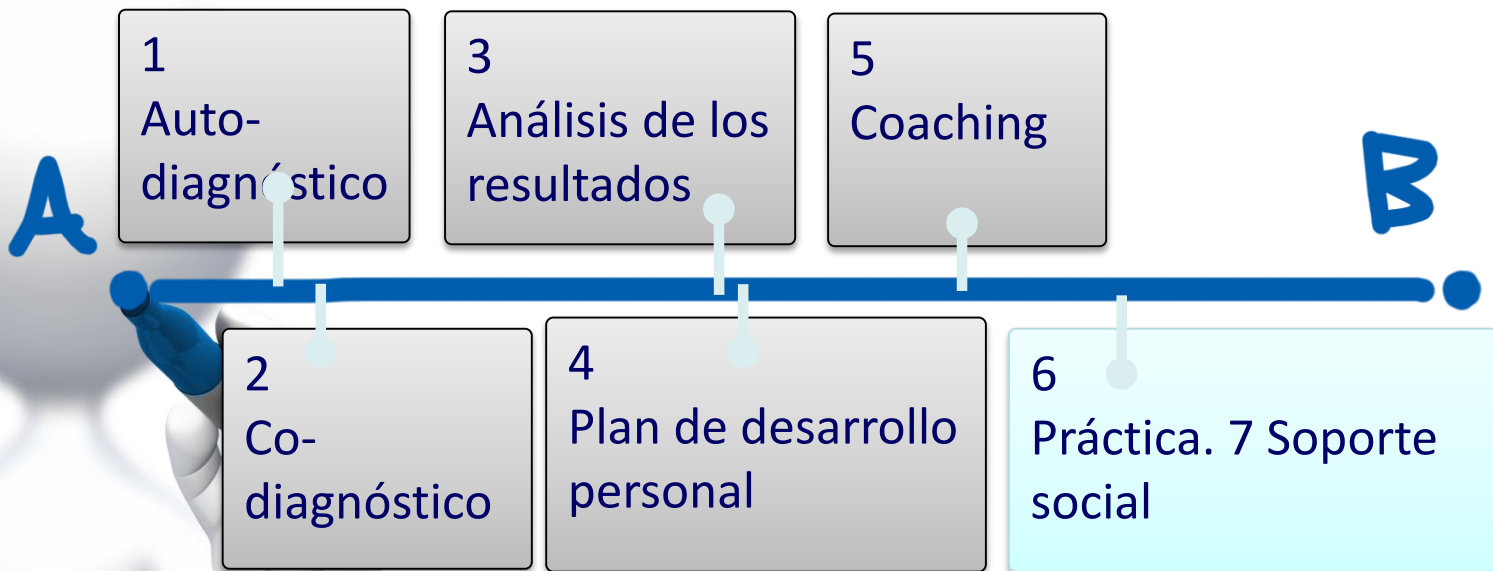 A
1
Auto-
diagnóstico
3
Análisis de los
resultados
5
Coaching
B
2
Co-
diagnóstico
4
Plan de desarrollo
personal
6
Práctica. 7 Soporte
social